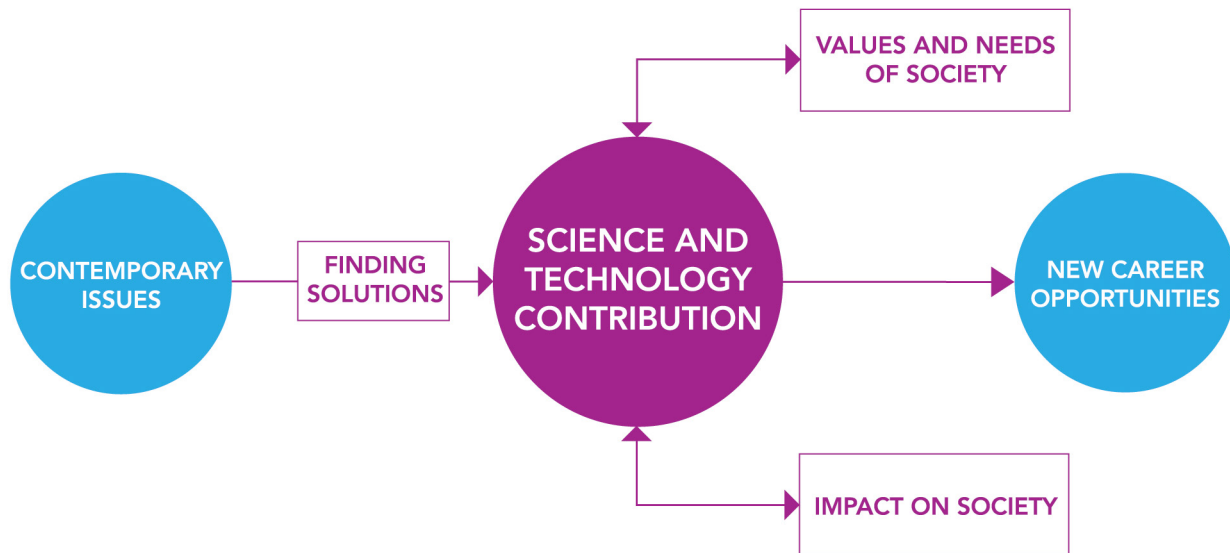 VALUES AND NEEDS
OF SOCIETY
CONTEMPORARY
ISSUES
FINDING
SOLUTIONS
SCIENCE AND
TECHNOLOGY
CONTRIBUTION
NEW CAREER
OPPORTUNITIES
IMPACT ON SOCIETY